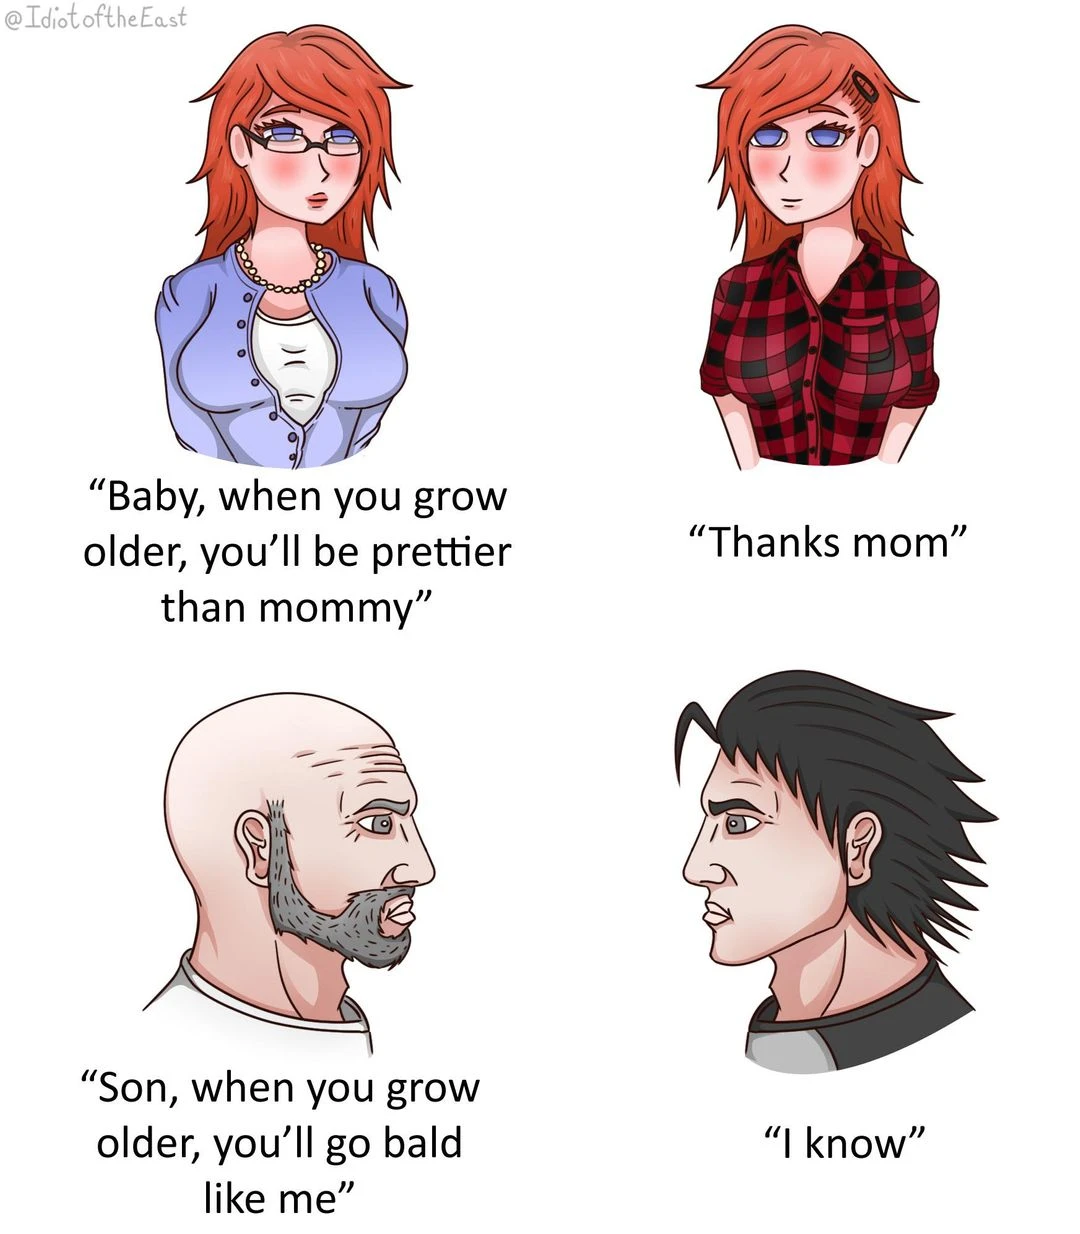 @IdiotoftheEast
“Baby, when you grow
older, you’ll be prettier
than mommy”
“Thanks mom”
“Son, when you grow
older, you’ll go bald
like me”
“I know”